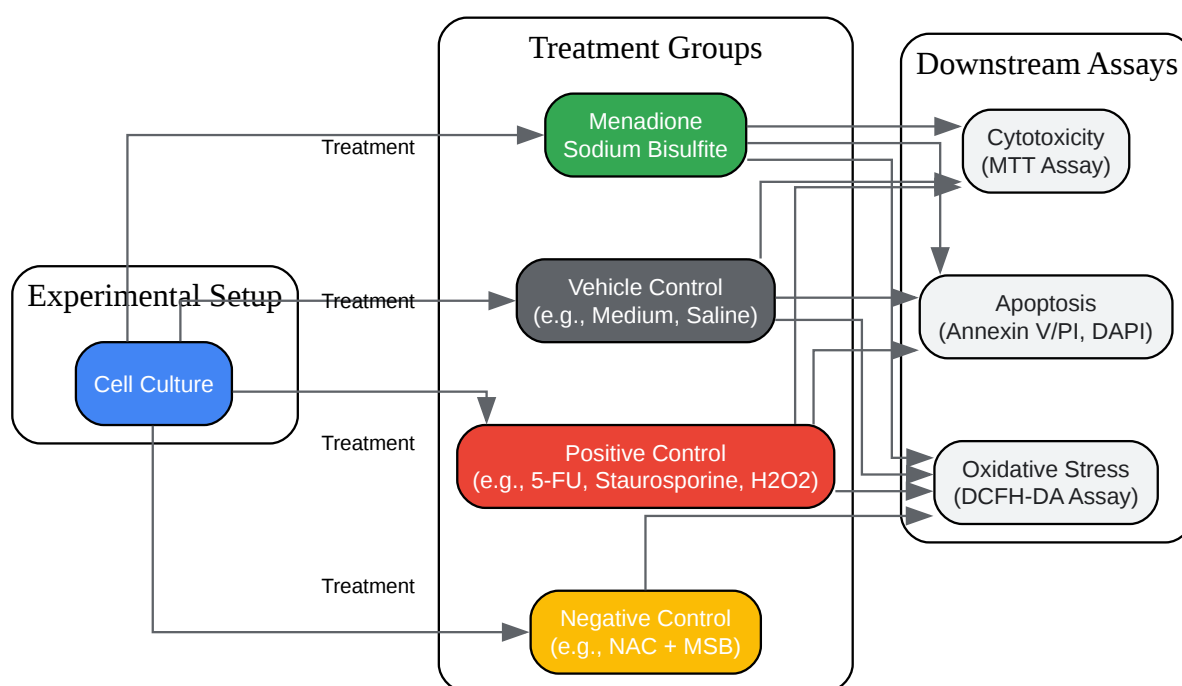 Treatment Groups
Downstream Assays
Menadione
Sodium Bisulfite
Cytotoxicity
(MTT Assay)
Treatment
Experimental Setup
Treatment
Vehicle Control
(e.g., Medium, Saline)
Apoptosis
(Annexin V/PI, DAPI)
Cell Culture
Treatment
Positive Control
(e.g., 5-FU, Staurosporine, H2O2)
Oxidative Stress
(DCFH-DA Assay)
Treatment
Negative Control
(e.g., NAC + MSB)